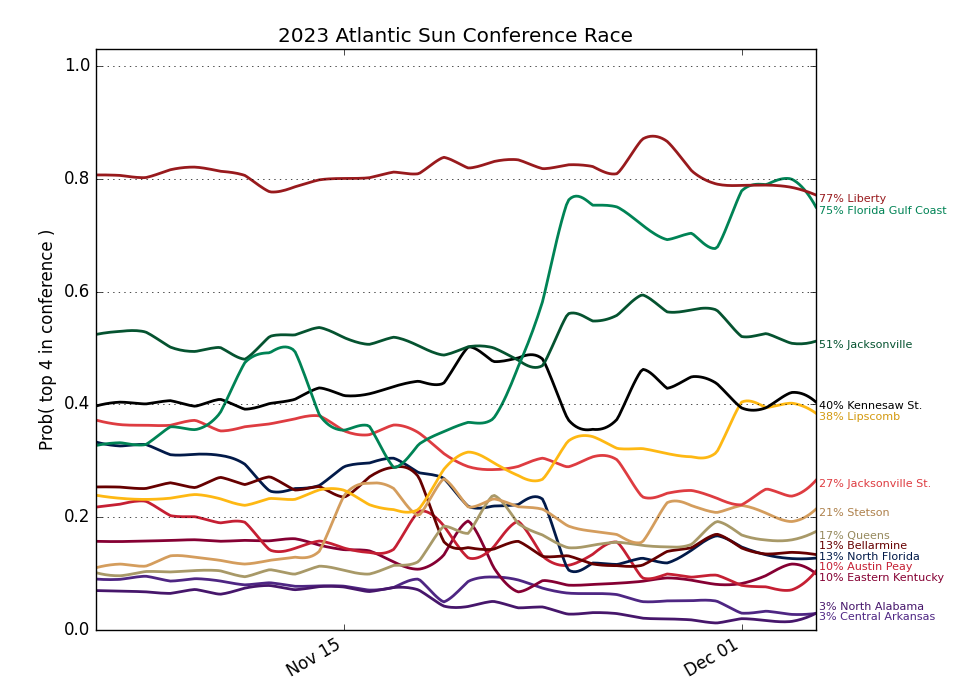 2023 Atlantic Sun Conference Race
Prob( top 4 in conference )
1.0
0.8
0.6
0.4
0.2
0.0
Nov 15
Dec 01
77% Liberty
75% Florida Gulf Coast
51% Jacksonville
40% Kennesaw St.
38% Lipscomb
27% Jacksonville St.
21% Stetson
17% Queens
13% Bellarmine
13% North Florida
10% Austin Peay
10% Eastern Kentucky
3% North Alabama
3% Central Arkansas